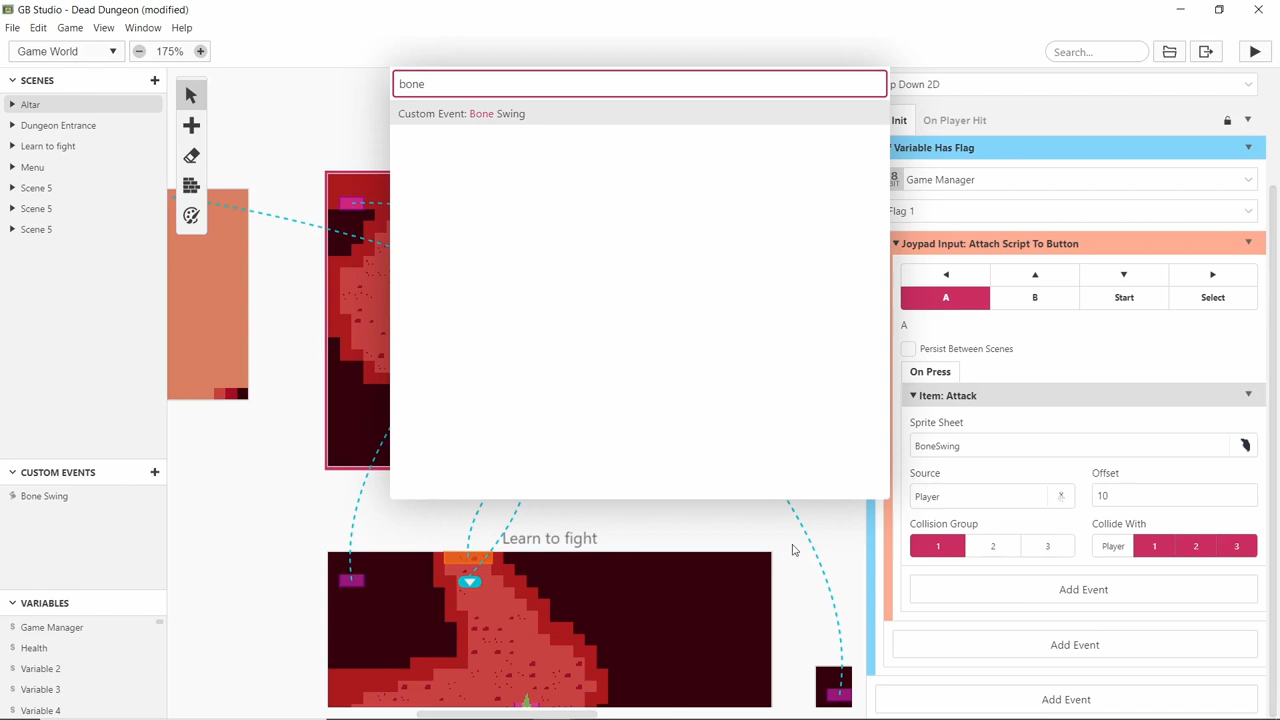 GB Studio - Dead Dungeon (modified)
File Edit Game View Window Help
Game World 175% Search...
SCENES
Altar
Dungeon Entrance
Learn to fight
Menu
Scene 5
Scene 5
Scene 5
CUSTOM EVENTS
Bone Swing
VARIABLES
Game Manager
Health
Variable 2
Variable 3
Variable 4
bone
Custom Event: Bone Swing
Learn to fight
p Down 2D
Init On Player Hit
Variable Has Flag
8
BIT
Game Manager
Flag 1
Joypad Input: Attach Script To Button
A B Start Select
A
Persist Between Scenes
On Press
Item: Attack
Sprite Sheet
BoneSwing
Source Offset
Player 10
Collision Group Collide With
1 2 3 Player 1 2 3
Add Event
Add Event
Add Event